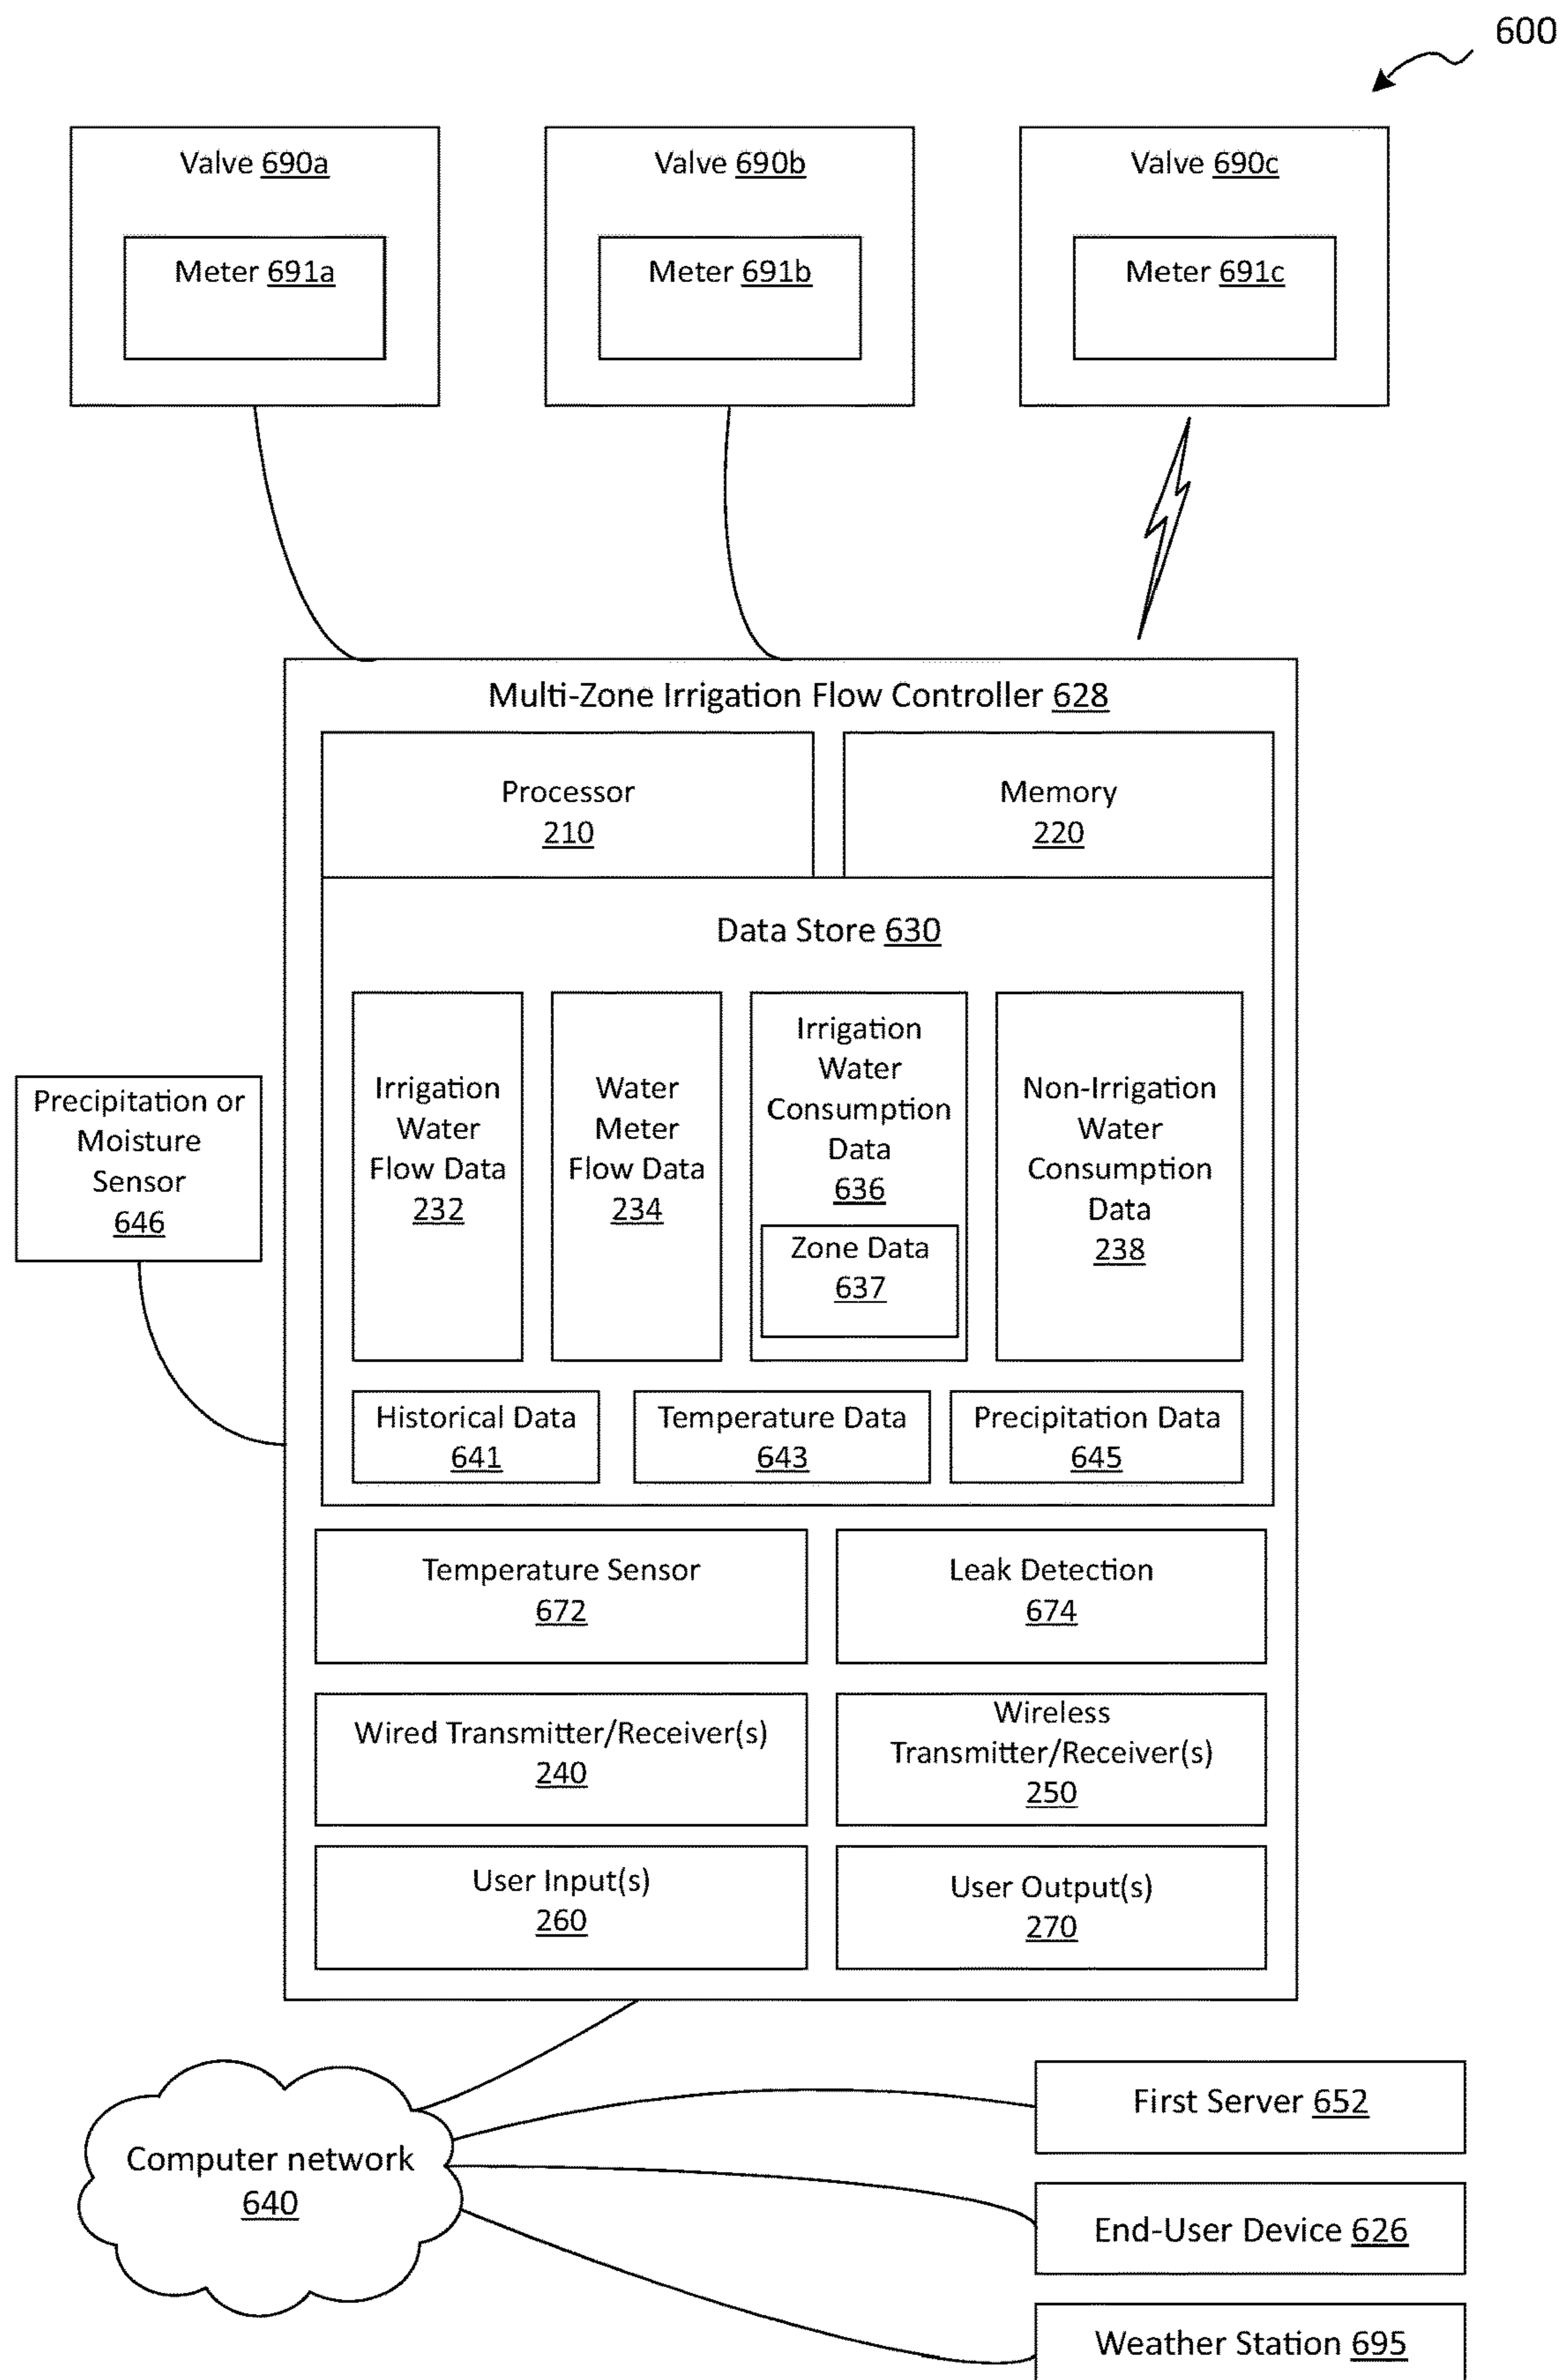 600
Valve 690a
Meter 691a
Valve 690b
Meter 691b
Valve 690c
Meter 691c
Multi-Zone Irrigation Flow Controller 628
Processor
210
Memory
220
Data Store 630
Irrigation
Water
Flow Data
232
Water
Meter
Flow Data
234
Irrigation
Water
Consumption
Data
636
Zone Data
637
Non-Irrigation
Water
Consumption
Data
238
Historical Data
641
Temperature Data
643
Precipitation Data
645
Precipitation or
Moisture
Sensor
646
Temperature Sensor
672
Leak Detection
674
Wired Transmitter/Receiver(s)
240
Wireless
Transmitter/Receiver(s)
250
User Input(s)
260
User Output(s)
270
Computer network
640
First Server 652
End-User Device 626
Weather Station 695